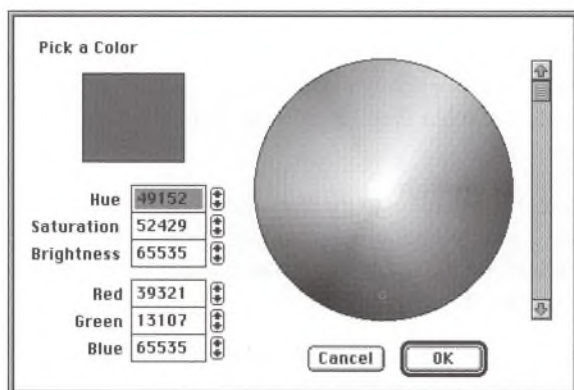 Pick a Color
Hue 49152
Saturation 52429
Brightness 65535
Red 39321
Green 13107
Blue 65535
Cancel OK